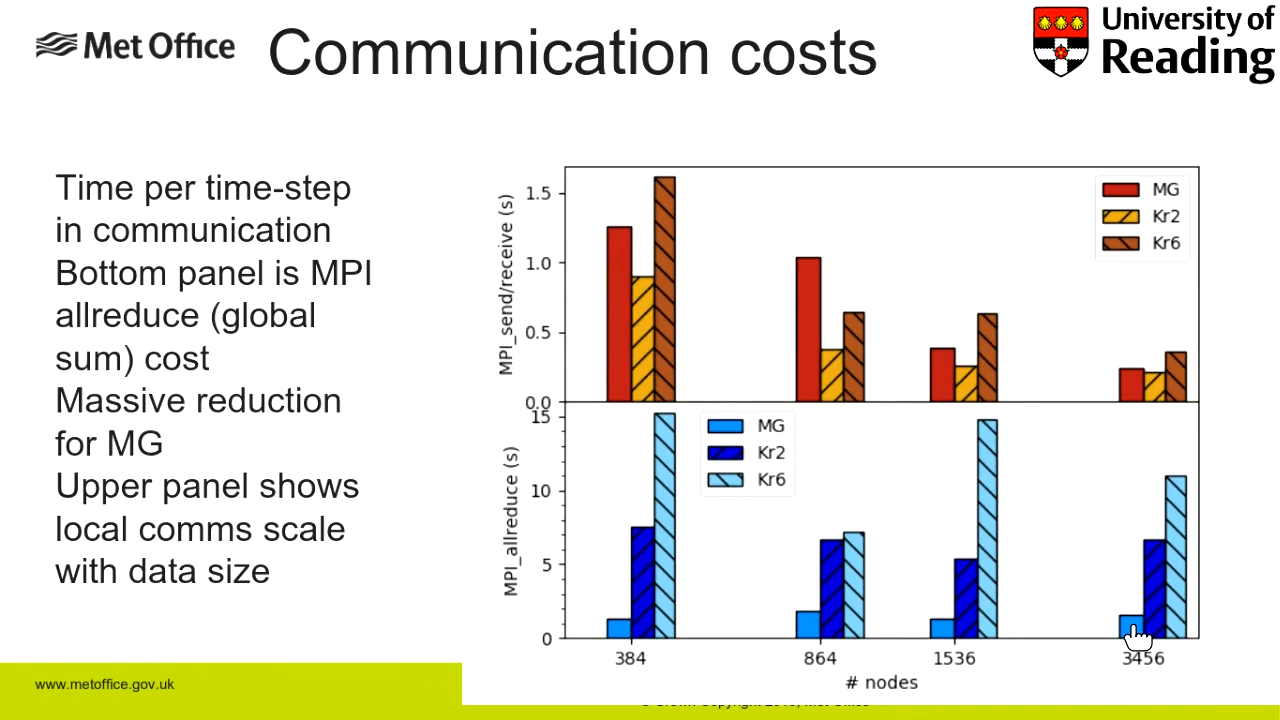 Met Office
Communication costs
University of
Reading
Time per time-step
in communication
Bottom panel is MPI
allreduce (global
sum) cost
Massive reduction
for MG
Upper panel shows
local comms scale
with data size
MPI_send/receive (s)
1.5
1.0
0.5
0.0
MG
Kr2
Kr6
MPI_allreduce (s)
15
10
5
0
MG
Kr2
Kr6
384 864 1536 3456
# nodes
www.metoffice.gov.uk